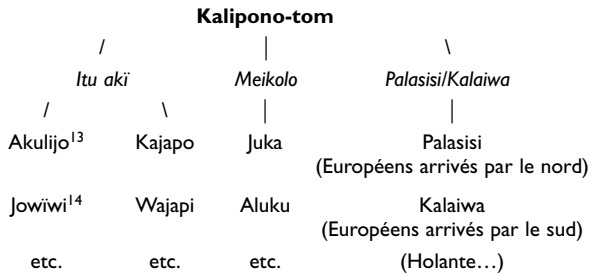 Kalipono-tom
/ | \
Itu akï Meikolo Palasisi/Kalaiwa
/ \ | |
Akulijo¹³ Kajapo Juka Palasisi
(Européens arrivés par le nord)
Jowïwi¹⁴ Wajapi Aluku Kalaiwa
(Européens arrivés par le sud)
etc. etc. etc. (Holante…)